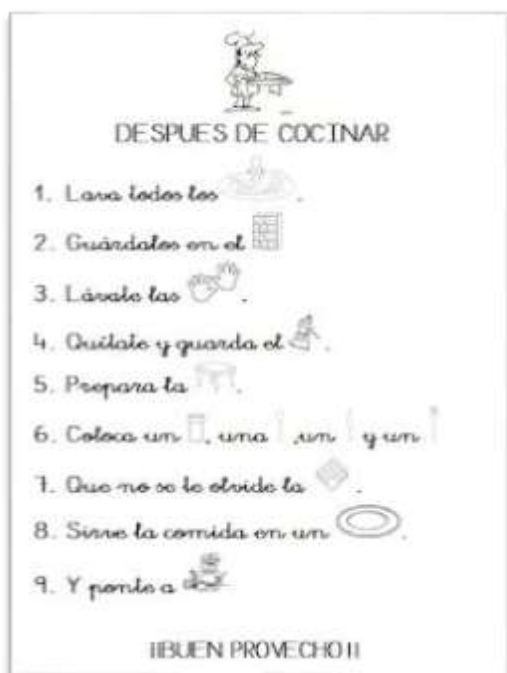 DESPUES DE COCINAR
1. Lava todos los .
2. Guárdalos en el
3. Lávate las .
4. Quítate y guarda el .
5. Prepara la .
6. Coloca un , una , un y un
7. Que no se te olvide la .
8. Sirve la comida en un .
9. Y ponte a
¡¡BUEN PROVECHO¡¡